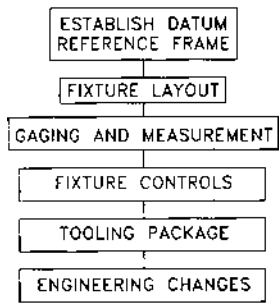 ESTABLISH DATUM
REFERENCE FRAME
FIXTURE LAYOUT
GAGING AND MEASUREMENT
FIXTURE CONTROLS
TOOLING PACKAGE
ENGINEERING CHANGES